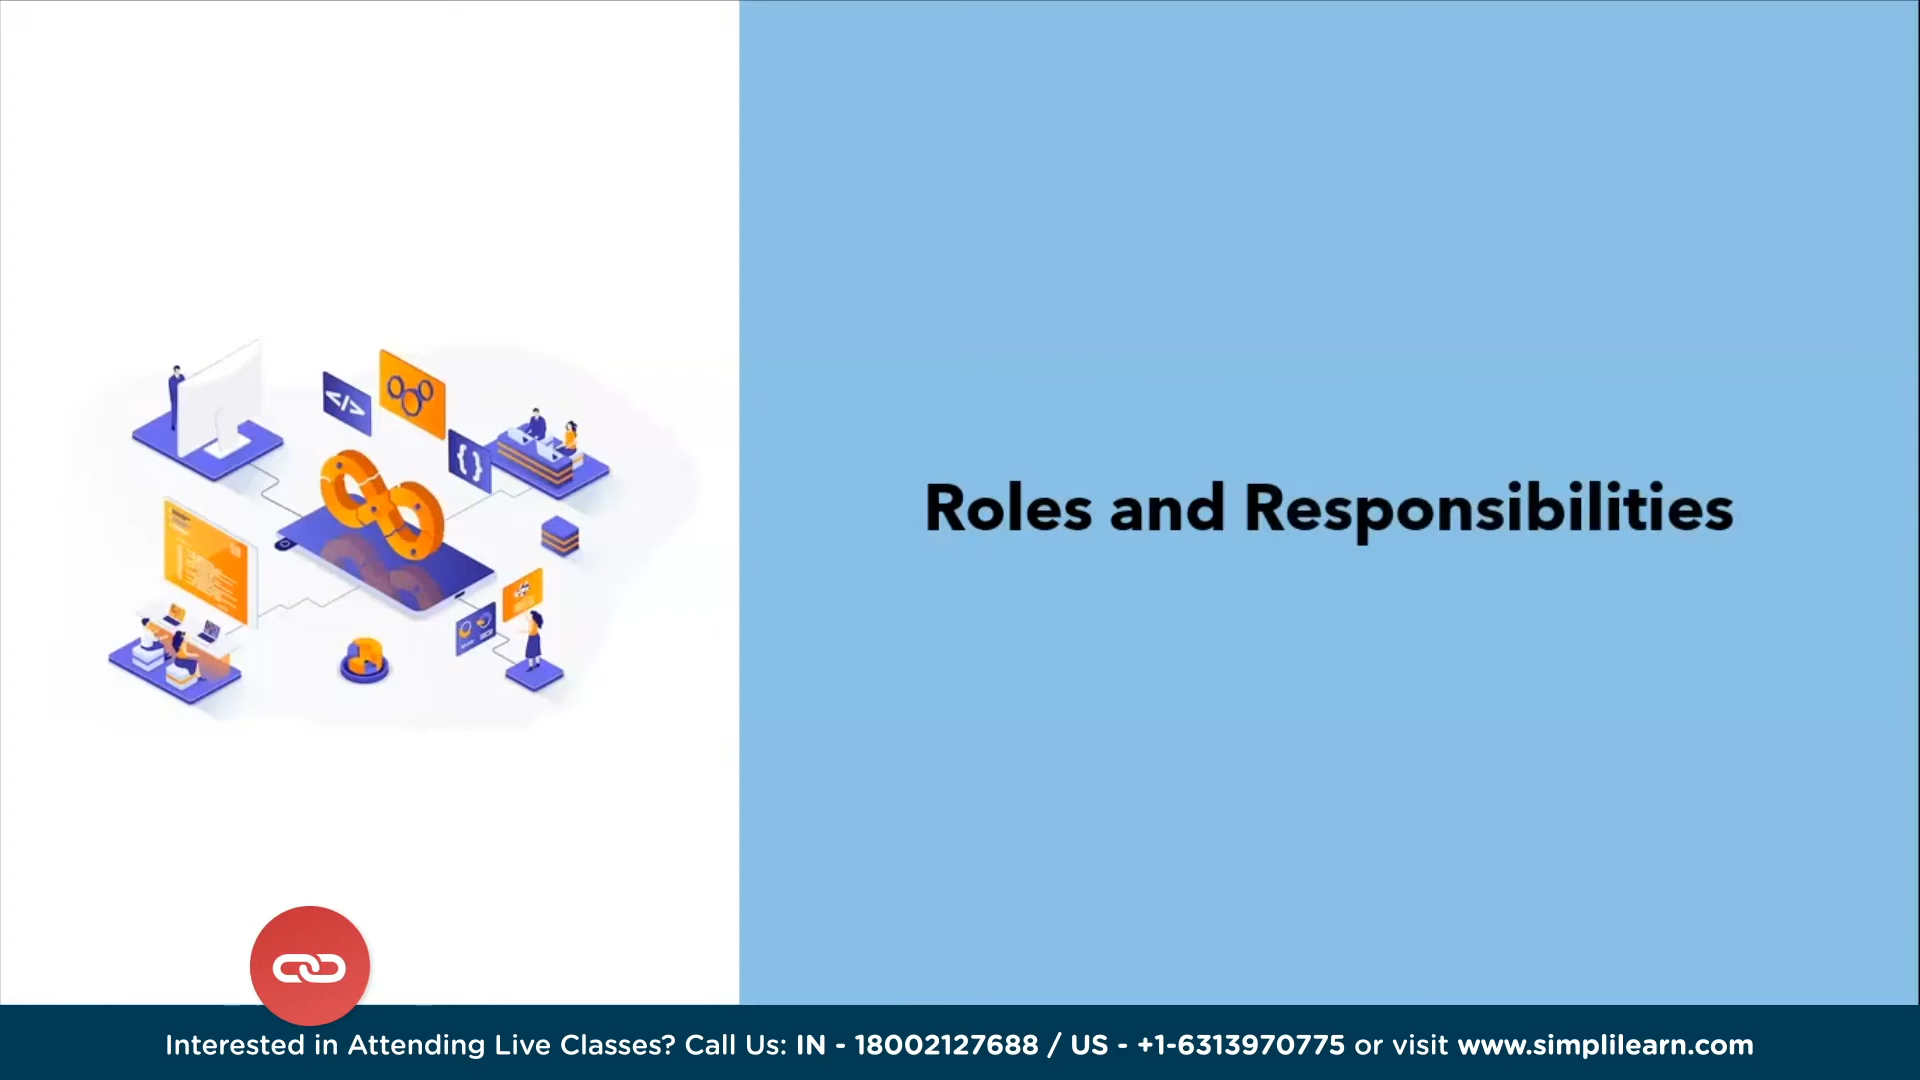 </>
{ }
Roles and Responsibilities
Interested in Attending Live Classes? Call Us: IN - 18002127688 / US - +1-6313970775 or visit www.simplilearn.com